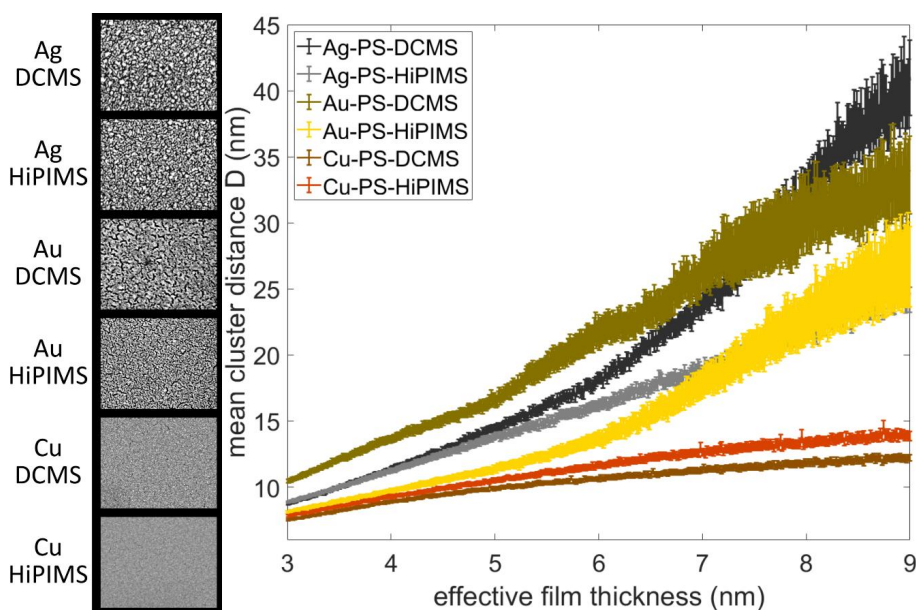 Ag
DCMS
Ag
HiPIMS
Au
DCMS
Au
HiPIMS
Cu
DCMS
Cu
HiPIMS
mean cluster distance D (nm)
45
40
35
30
25
20
15
10
Ag-PS-DCMS
Ag-PS-HiPIMS
Au-PS-DCMS
Au-PS-HiPIMS
Cu-PS-DCMS
Cu-PS-HiPIMS
3 4 5 6 7 8 9
effective film thickness (nm)